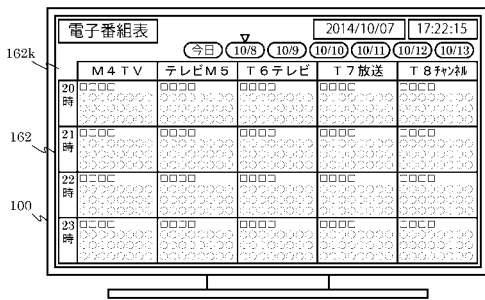 電子番組表 2014/10/07 17:22:15
今日 10/8 10/9 10/10 10/11 10/12 10/13
162k
M4TV テレビM5 T6テレビ T7放送 T8チャンネル
20時 □□□□ □□□□ □□□□ □□□□ □□□□
162
21時 □□□□ □□□□ □□□□ □□□□ □□□□
22時 □□□□ □□□□ □□□□ □□□□ □□□□
100
23時 □□□□ □□□□ □□□□ □□□□ □□□□